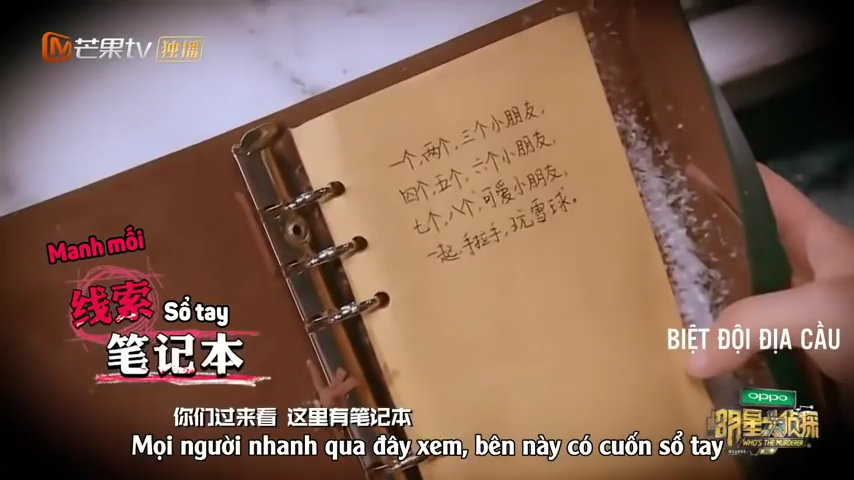 芒果tv 独播
一个,两个,三个小朋友,
四个,五个,六个小朋友,
七个,八个,可爱小朋友,
一起,手拉手,玩雪球。
Manh mối
线索
Sổ tay
笔记本
BIỆT ĐỘI ĐỊA CẦU
oppo
明星大侦探
WHO'S THE MURDERER
你们过来看 这里有笔记本
Mọi người nhanh qua đây xem, bên này có cuốn sổ tay